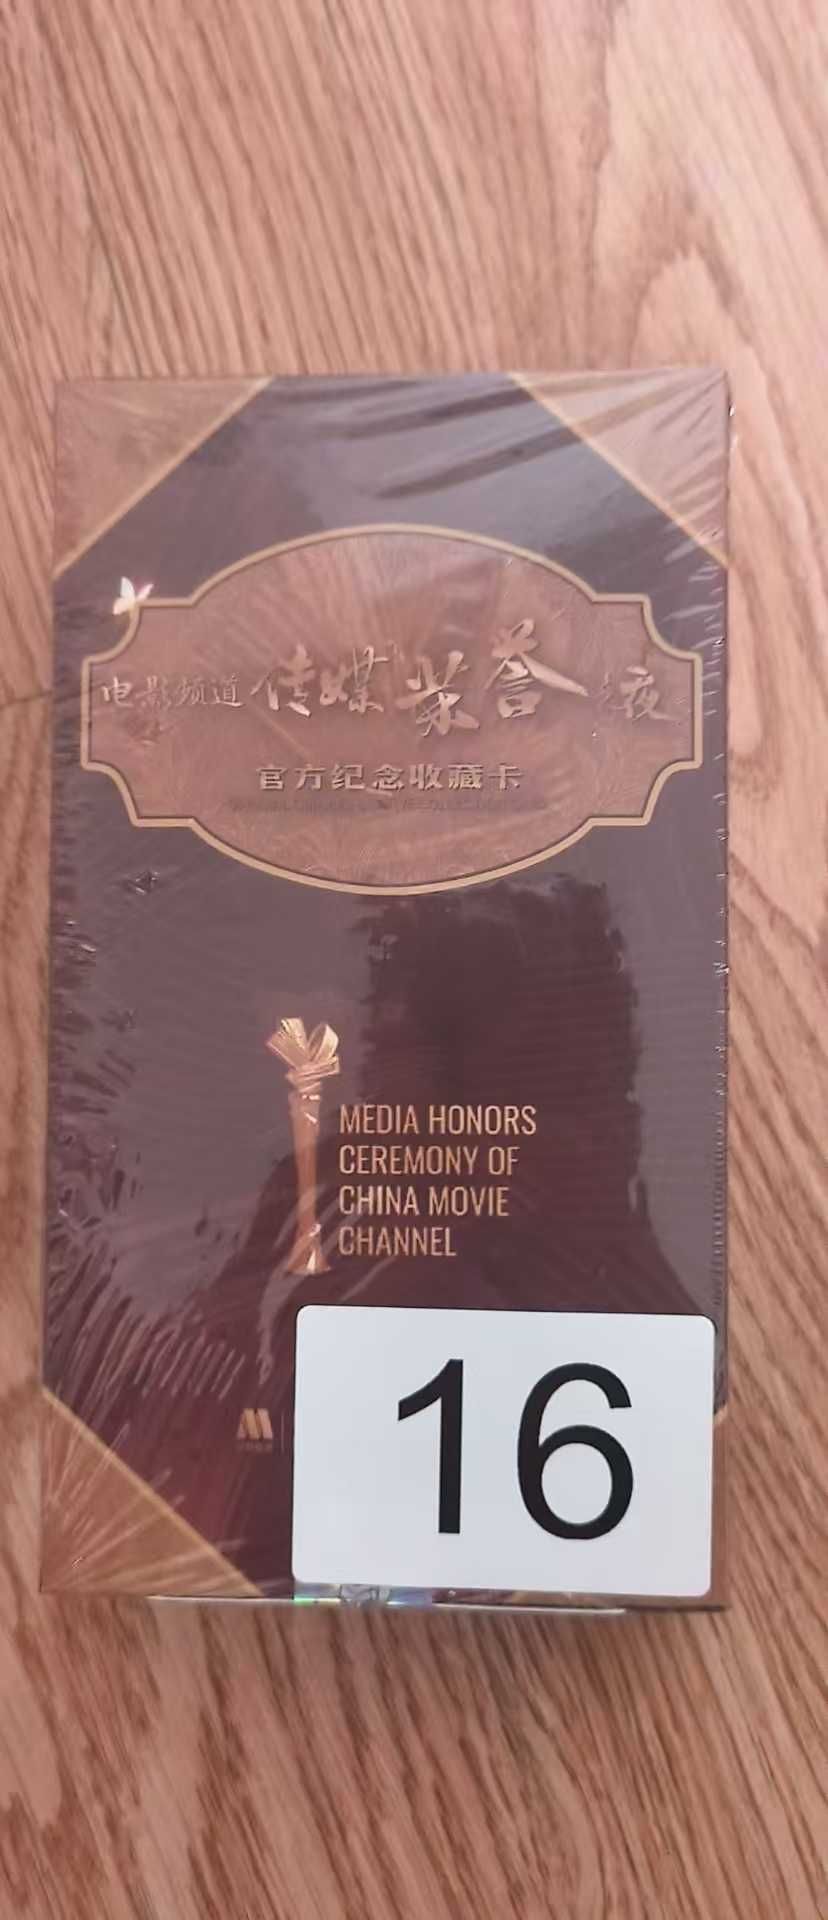 电影频道传媒荣誉之夜
官方纪念收藏卡
MEDIA HONORS
CEREMONY OF
CHINA MOVIE
CHANNEL
16